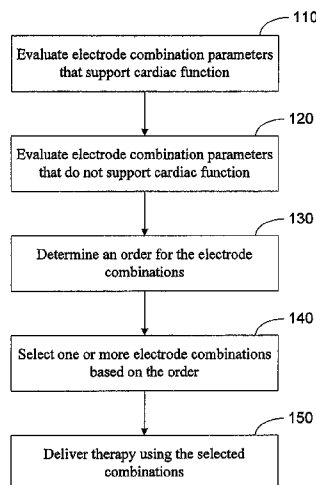 110
Evaluate electrode combination parameters
that support cardiac function
120
Evaluate electrode combination parameters
that do not support cardiac function
130
Determine an order for the electrode
combinations
140
Select one or more electrode combinations
based on the order
150
Deliver therapy using the selected
combinations